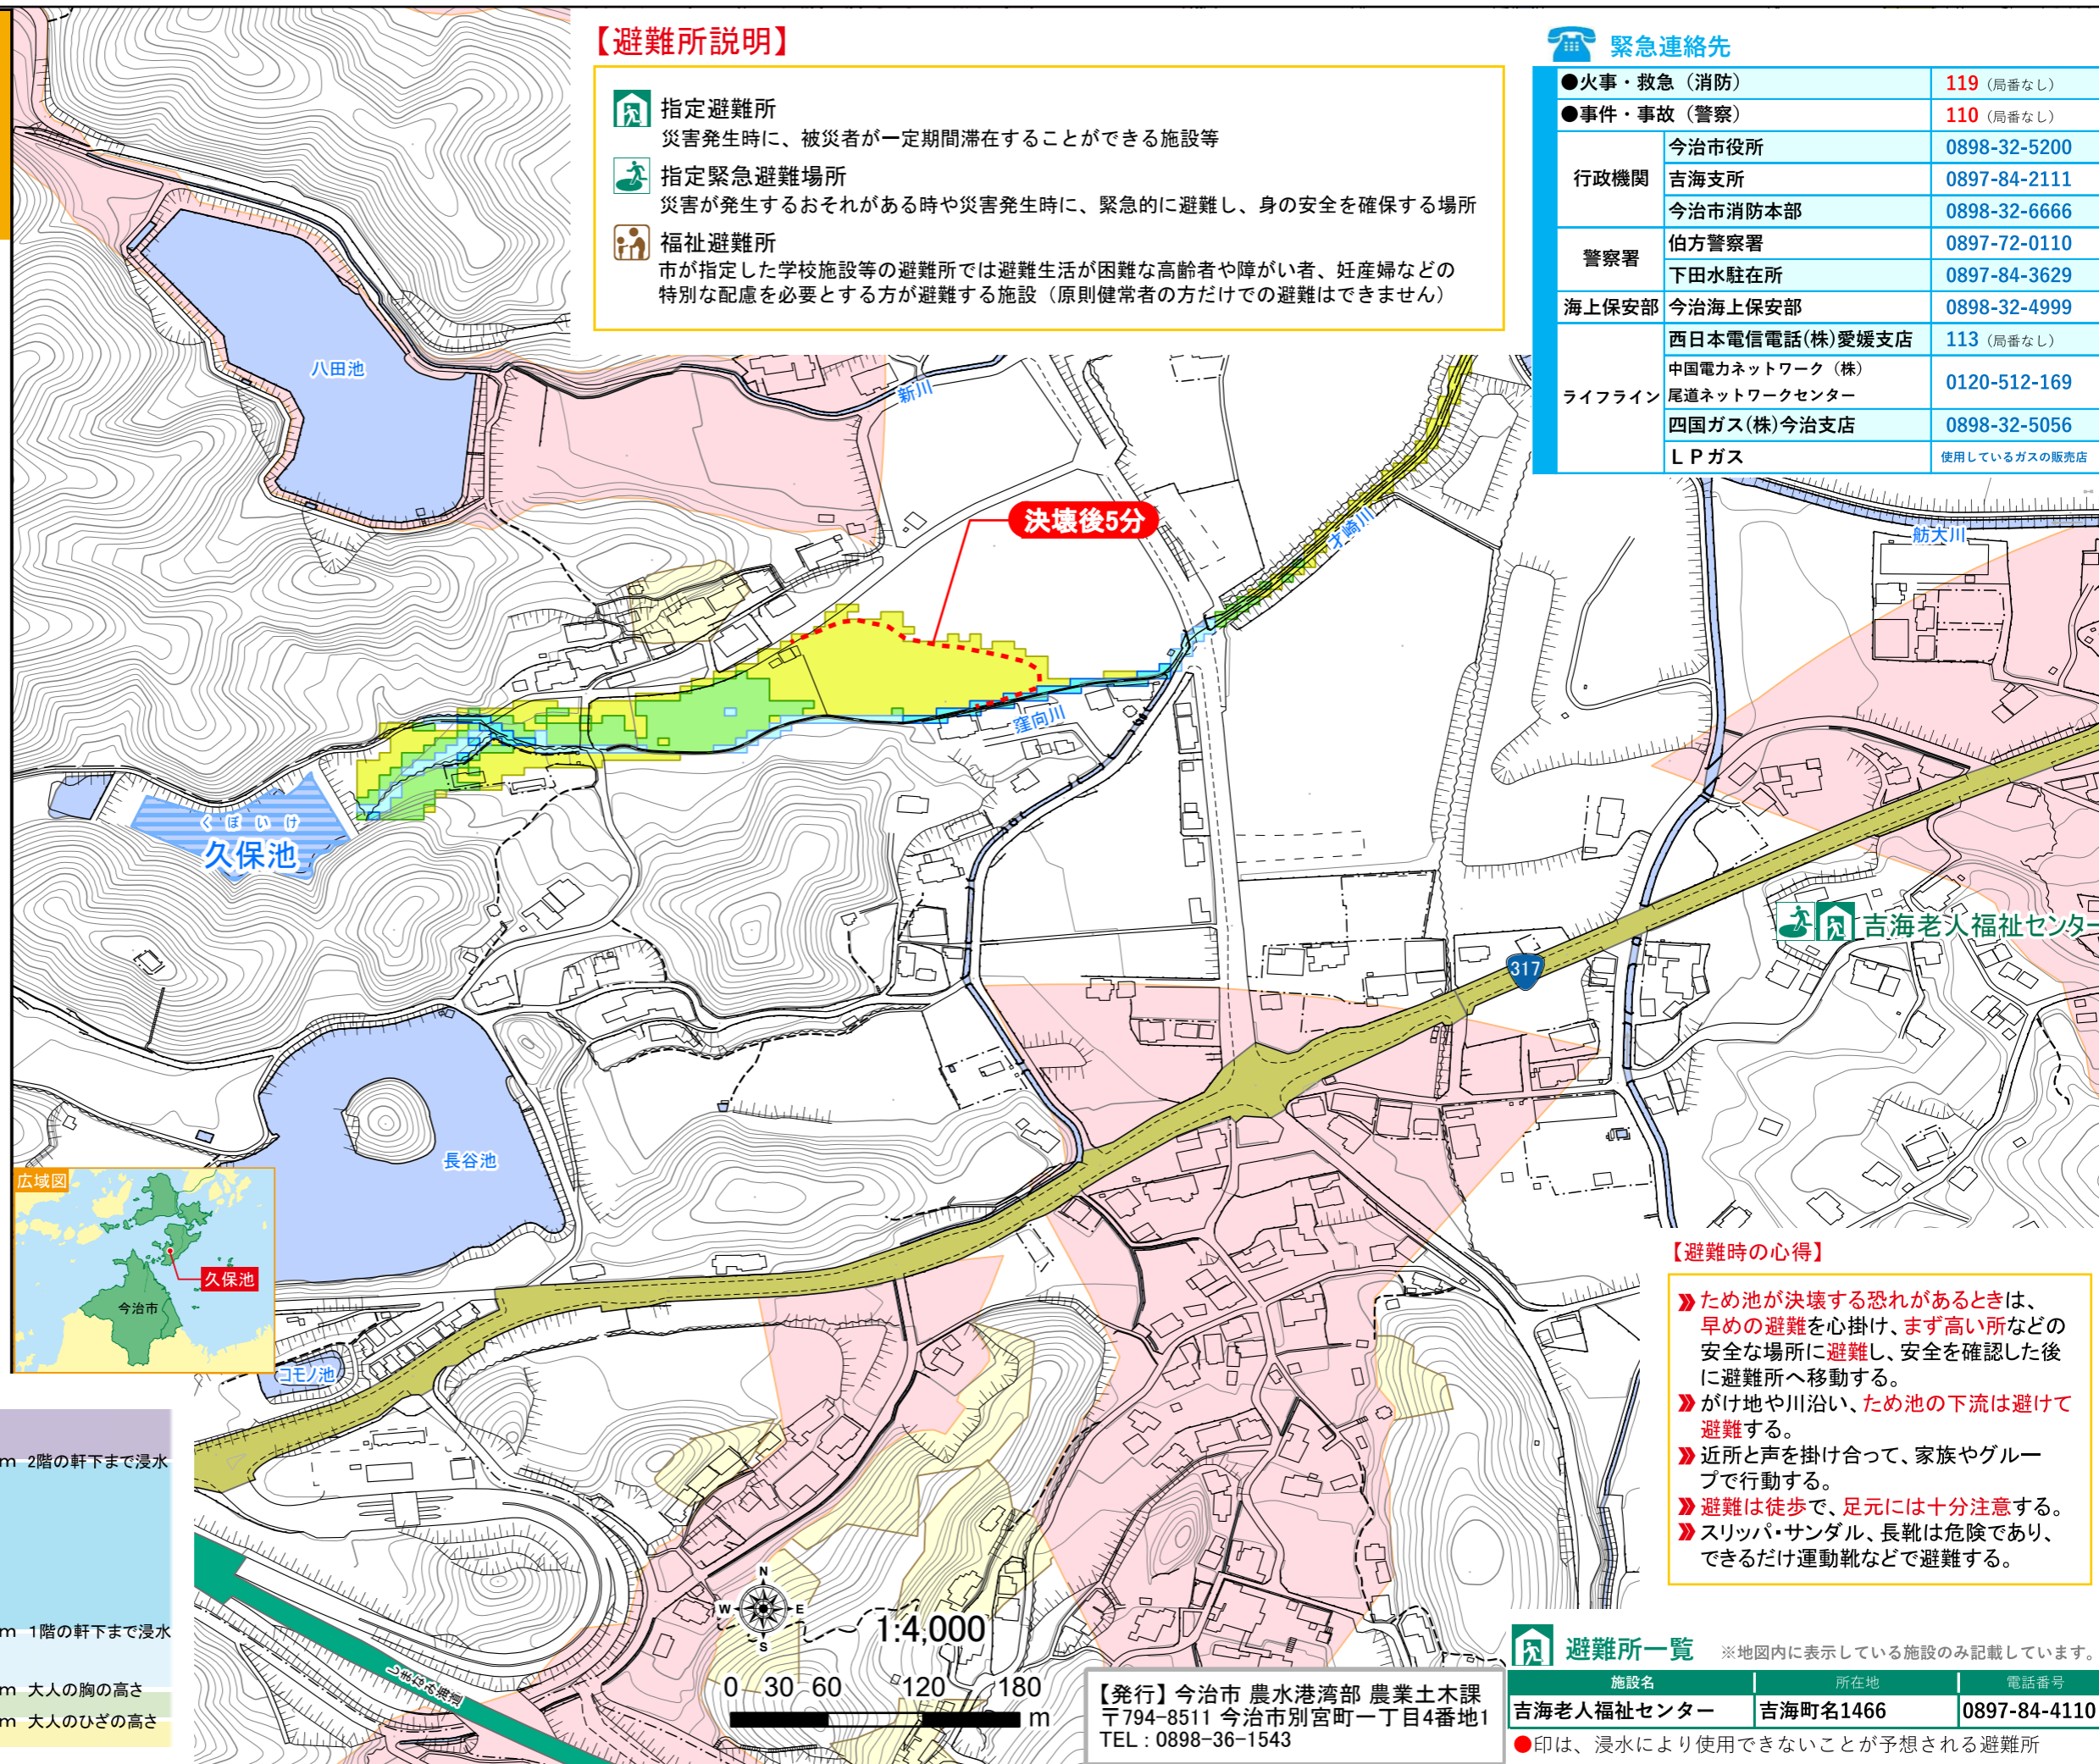 【避難所説明】
指定避難所
災害発生時に、被災者が一定期間滞在することができる施設等
指定緊急避難場所
災害が発生するおそれがある時や災害発生時に、緊急的に避難し、身の安全を確保する場所
福祉避難所
市が指定した学校施設等の避難所では避難生活が困難な高齢者や障がい者、妊産婦などの
特別な配慮を必要とする方が避難する施設（原則健常者の方だけでの避難はできません）
緊急連絡先
●火事・救急（消防） 119（局番なし）
●事件・事故（警察） 110（局番なし）
行政機関
今治市役所 0898-32-5200
吉海支所 0897-84-2111
今治市消防本部 0898-32-6666
警察署
伯方警察署 0897-72-0110
下田水駐在所 0897-84-3629
海上保安部 今治海上保安部 0898-32-4999
ライフライン
西日本電信電話(株)愛媛支店 113（局番なし）
中国電力ネットワーク（株）
尾道ネットワークセンター 0120-512-169
四国ガス(株)今治支店 0898-32-5056
ＬＰガス 使用しているガスの販売店
八田池
新川
決壊後5分
才崎川
舫大川
窪向川
くぼいけ
久保池
317
吉海老人福祉センター
長谷池
広域図
久保池
今治市
コモノ池
しまなみ海道
m 2階の軒下まで浸水
m 1階の軒下まで浸水
m 大人の胸の高さ
m 大人のひざの高さ
N
W E
S
1:4,000
0 30 60 120 180
m
【避難時の心得】
ため池が決壊する恐れがあるときは、
早めの避難を心掛け、まず高い所などの
安全な場所に避難し、安全を確認した後
に避難所へ移動する。
がけ地や川沿い、ため池の下流は避けて
避難する。
近所と声を掛け合って、家族やグルー
プで行動する。
避難は徒歩で、足元には十分注意する。
スリッパ・サンダル、長靴は危険であり、
できるだけ運動靴などで避難する。
【発行】今治市 農水港湾部 農業土木課
〒794-8511 今治市別宮町一丁目4番地1
TEL：0898-36-1543
避難所一覧 ※地図内に表示している施設のみ記載しています。
施設名 所在地 電話番号
吉海老人福祉センター 吉海町名1466 0897-84-4110
●印は、浸水により使用できないことが予想される避難所